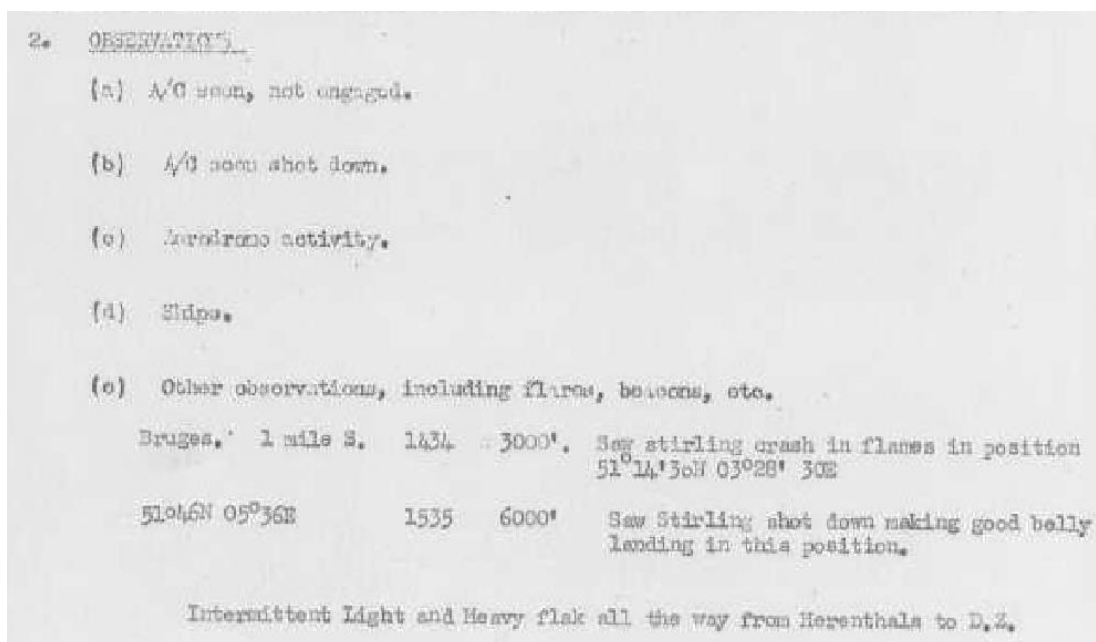 2. OBSERVATIONS
(a) A/C seen, not engaged.
(b) A/C seen shot down.
(c) Aerodrome activity.
(d) Ships.
(e) Other observations, including flares, beacons, etc.
Bruges. 1 mile S. 1434 3000'. Saw stirling crash in flames in position
51°14'30N 03°28' 30E
51°46N 05°36E 1535 6000' Saw Stirling shot down making good belly
landing in this position.
Intermittent Light and Heavy flak all the way from Herenthals to D.Z.